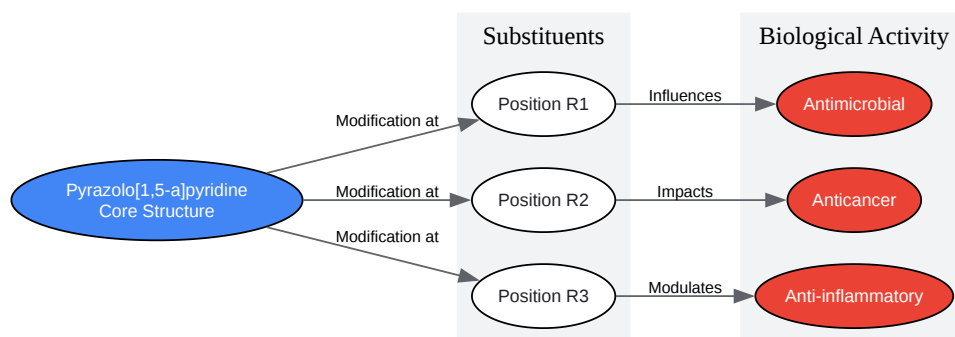 Substituents
Biological Activity
Modification at
Position R1
Influences
Antimicrobial
Pyrazolo[1,5-a]pyridine
Core Structure
Modification at
Position R2
Impacts
Anticancer
Modification at
Position R3
Modulates
Anti-inflammatory